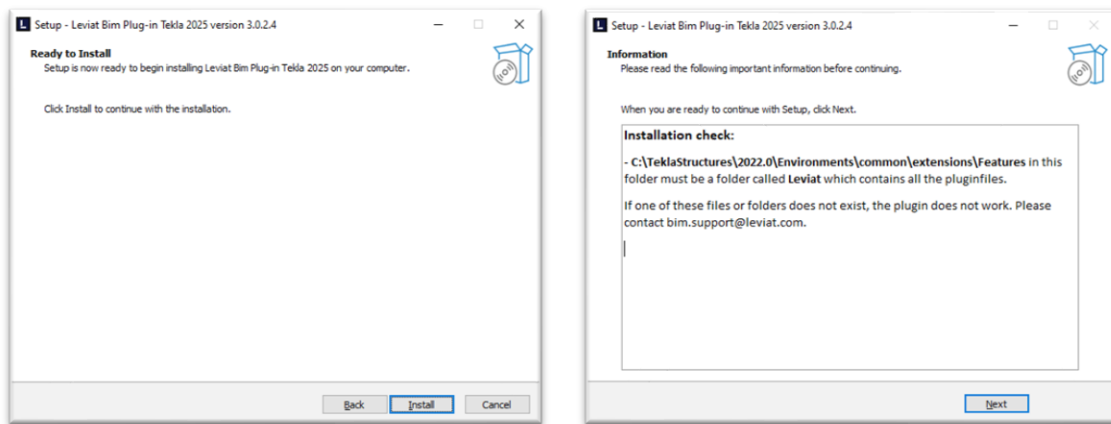 Setup - Leviat Bim Plug-in Tekla 2025 version 3.0.2.4
Ready to Install
Setup is now ready to begin installing Leviat Bim Plug-in Tekla 2025 on your computer.
Click Install to continue with the installation.
Back
Install
Cancel
Setup - Leviat Bim Plug-in Tekla 2025 version 3.0.2.4
Information
Please read the following important information before continuing.
When you are ready to continue with Setup, click Next.
Installation check:
- C:\TeklaStructures\2022.0\Environments\common\extensions\Features in this
folder must be a folder called Leviat which contains all the pluginfiles.
If one of these files or folders does not exist, the plugin does not work. Please
contact bim.support@leviat.com.
Next